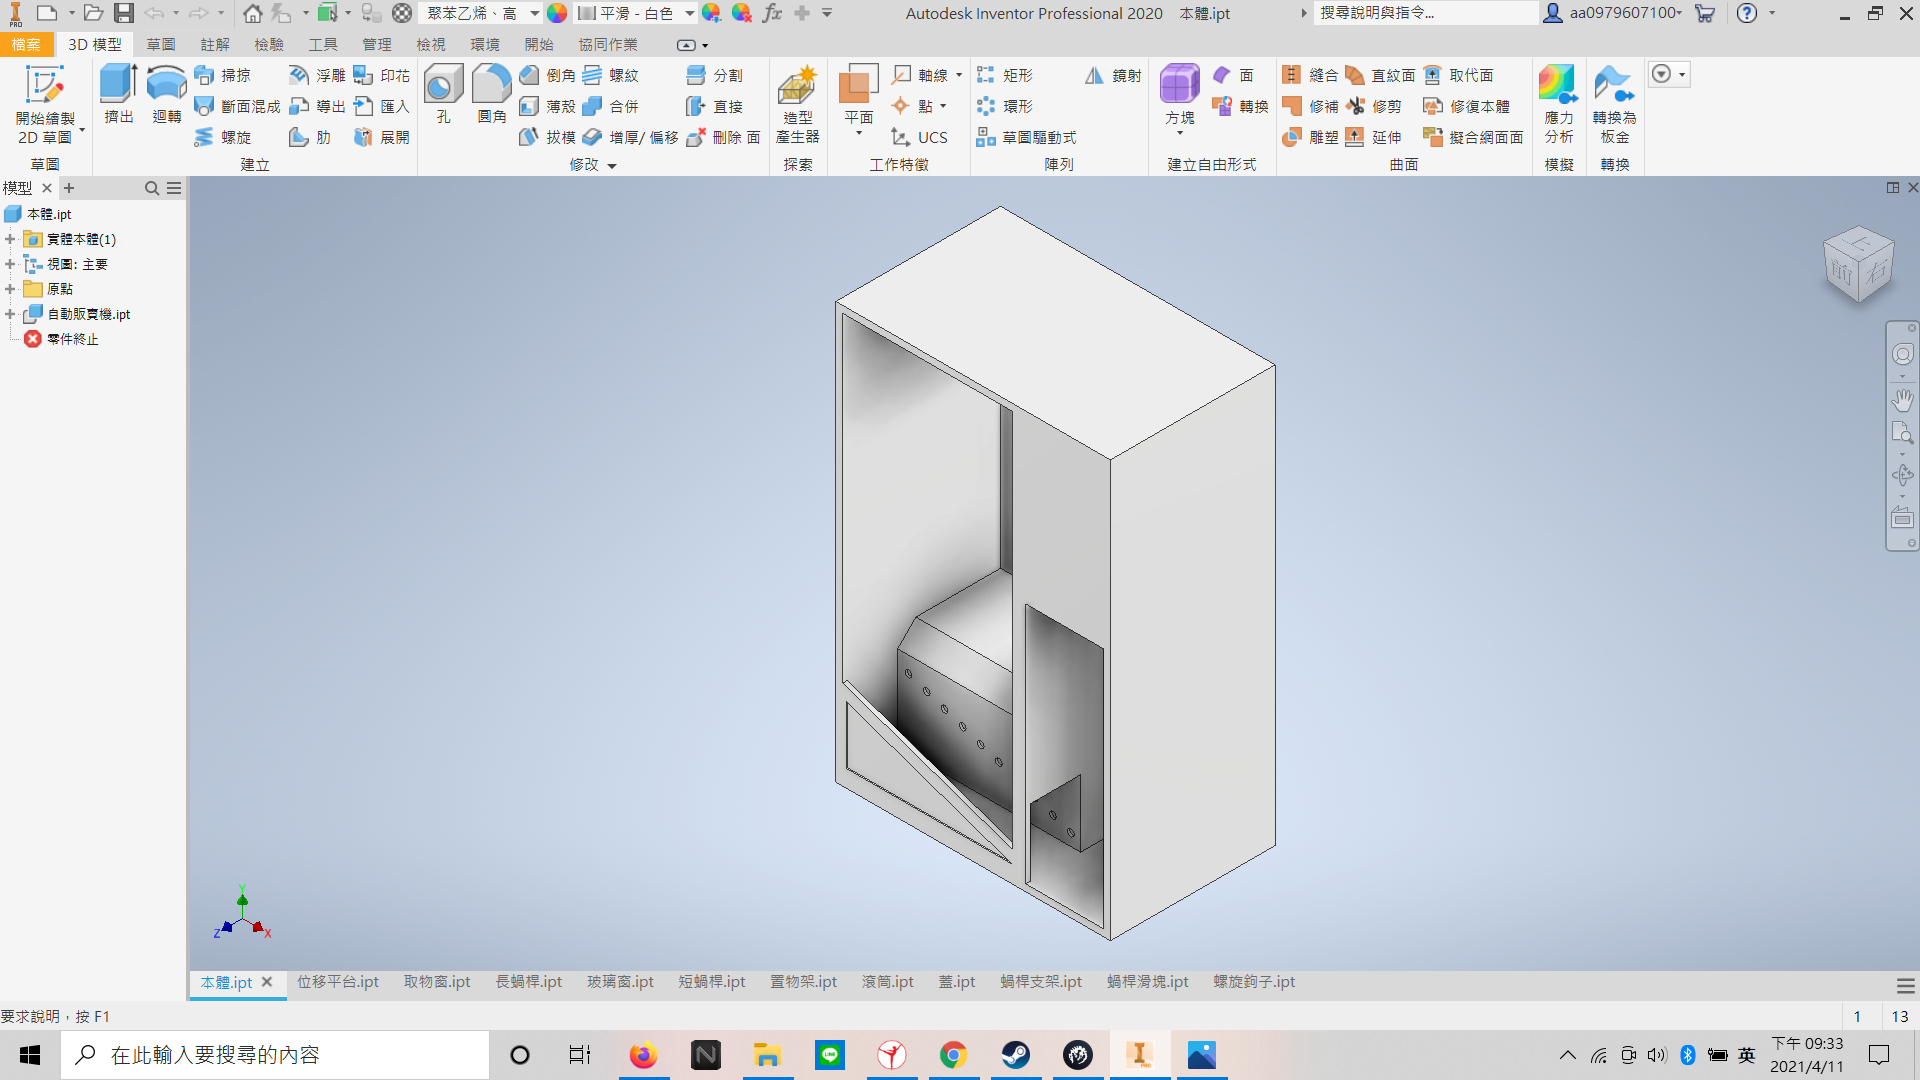 聚苯乙烯、高
平滑 - 白色
fx
Autodesk Inventor Professional 2020 本體.ipt
搜尋說明與指令...
aa0979607100
PRO
檔案
3D 模型
草圖
註解
檢驗
工具
管理
檢視
環境
開始
協同作業
開始繪製
2D 草圖
草圖
擠出
迴轉
掃掠
斷面混成
螺旋
浮雕
導出
肋
印花
匯入
展開
建立
孔
圓角
倒角
薄殼
拔模
螺紋
合併
增厚/ 偏移
分割
直接
刪除 面
修改
造型
產生器
探索
平面
軸線
點
UCS
工作特徵
矩形
環形
草圖驅動式
鏡射
陣列
方塊
面
轉換
建立自由形式
縫合
修補
雕塑
直紋面
修剪
延伸
取代面
修復本體
擬合網面面
曲面
應力
分析
模擬
轉換為
板金
轉換
模型
本體.ipt
實體本體(1)
視圖: 主要
原點
自動販賣機.ipt
零件終止
上
前
右
Y
Z
X
本體.ipt
位移平台.ipt
取物窗.ipt
長蝸桿.ipt
玻璃窗.ipt
短蝸桿.ipt
置物架.ipt
滾筒.ipt
蓋.ipt
蝸桿支架.ipt
蝸桿滑塊.ipt
螺旋鉤子.ipt
要求說明，按 F1
1
13
在此輸入要搜尋的內容
英
下午 09:33
2021/4/11